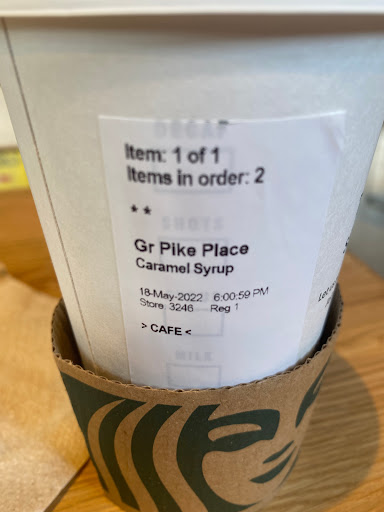 DECAF
Item: 1 of 1
Items in order: 2
**
SHOTS
Gr Pike Place
Caramel Syrup
18-May-2022 6:00:59 PM
Store: 3246 Reg 1
> CAFE <
MILK